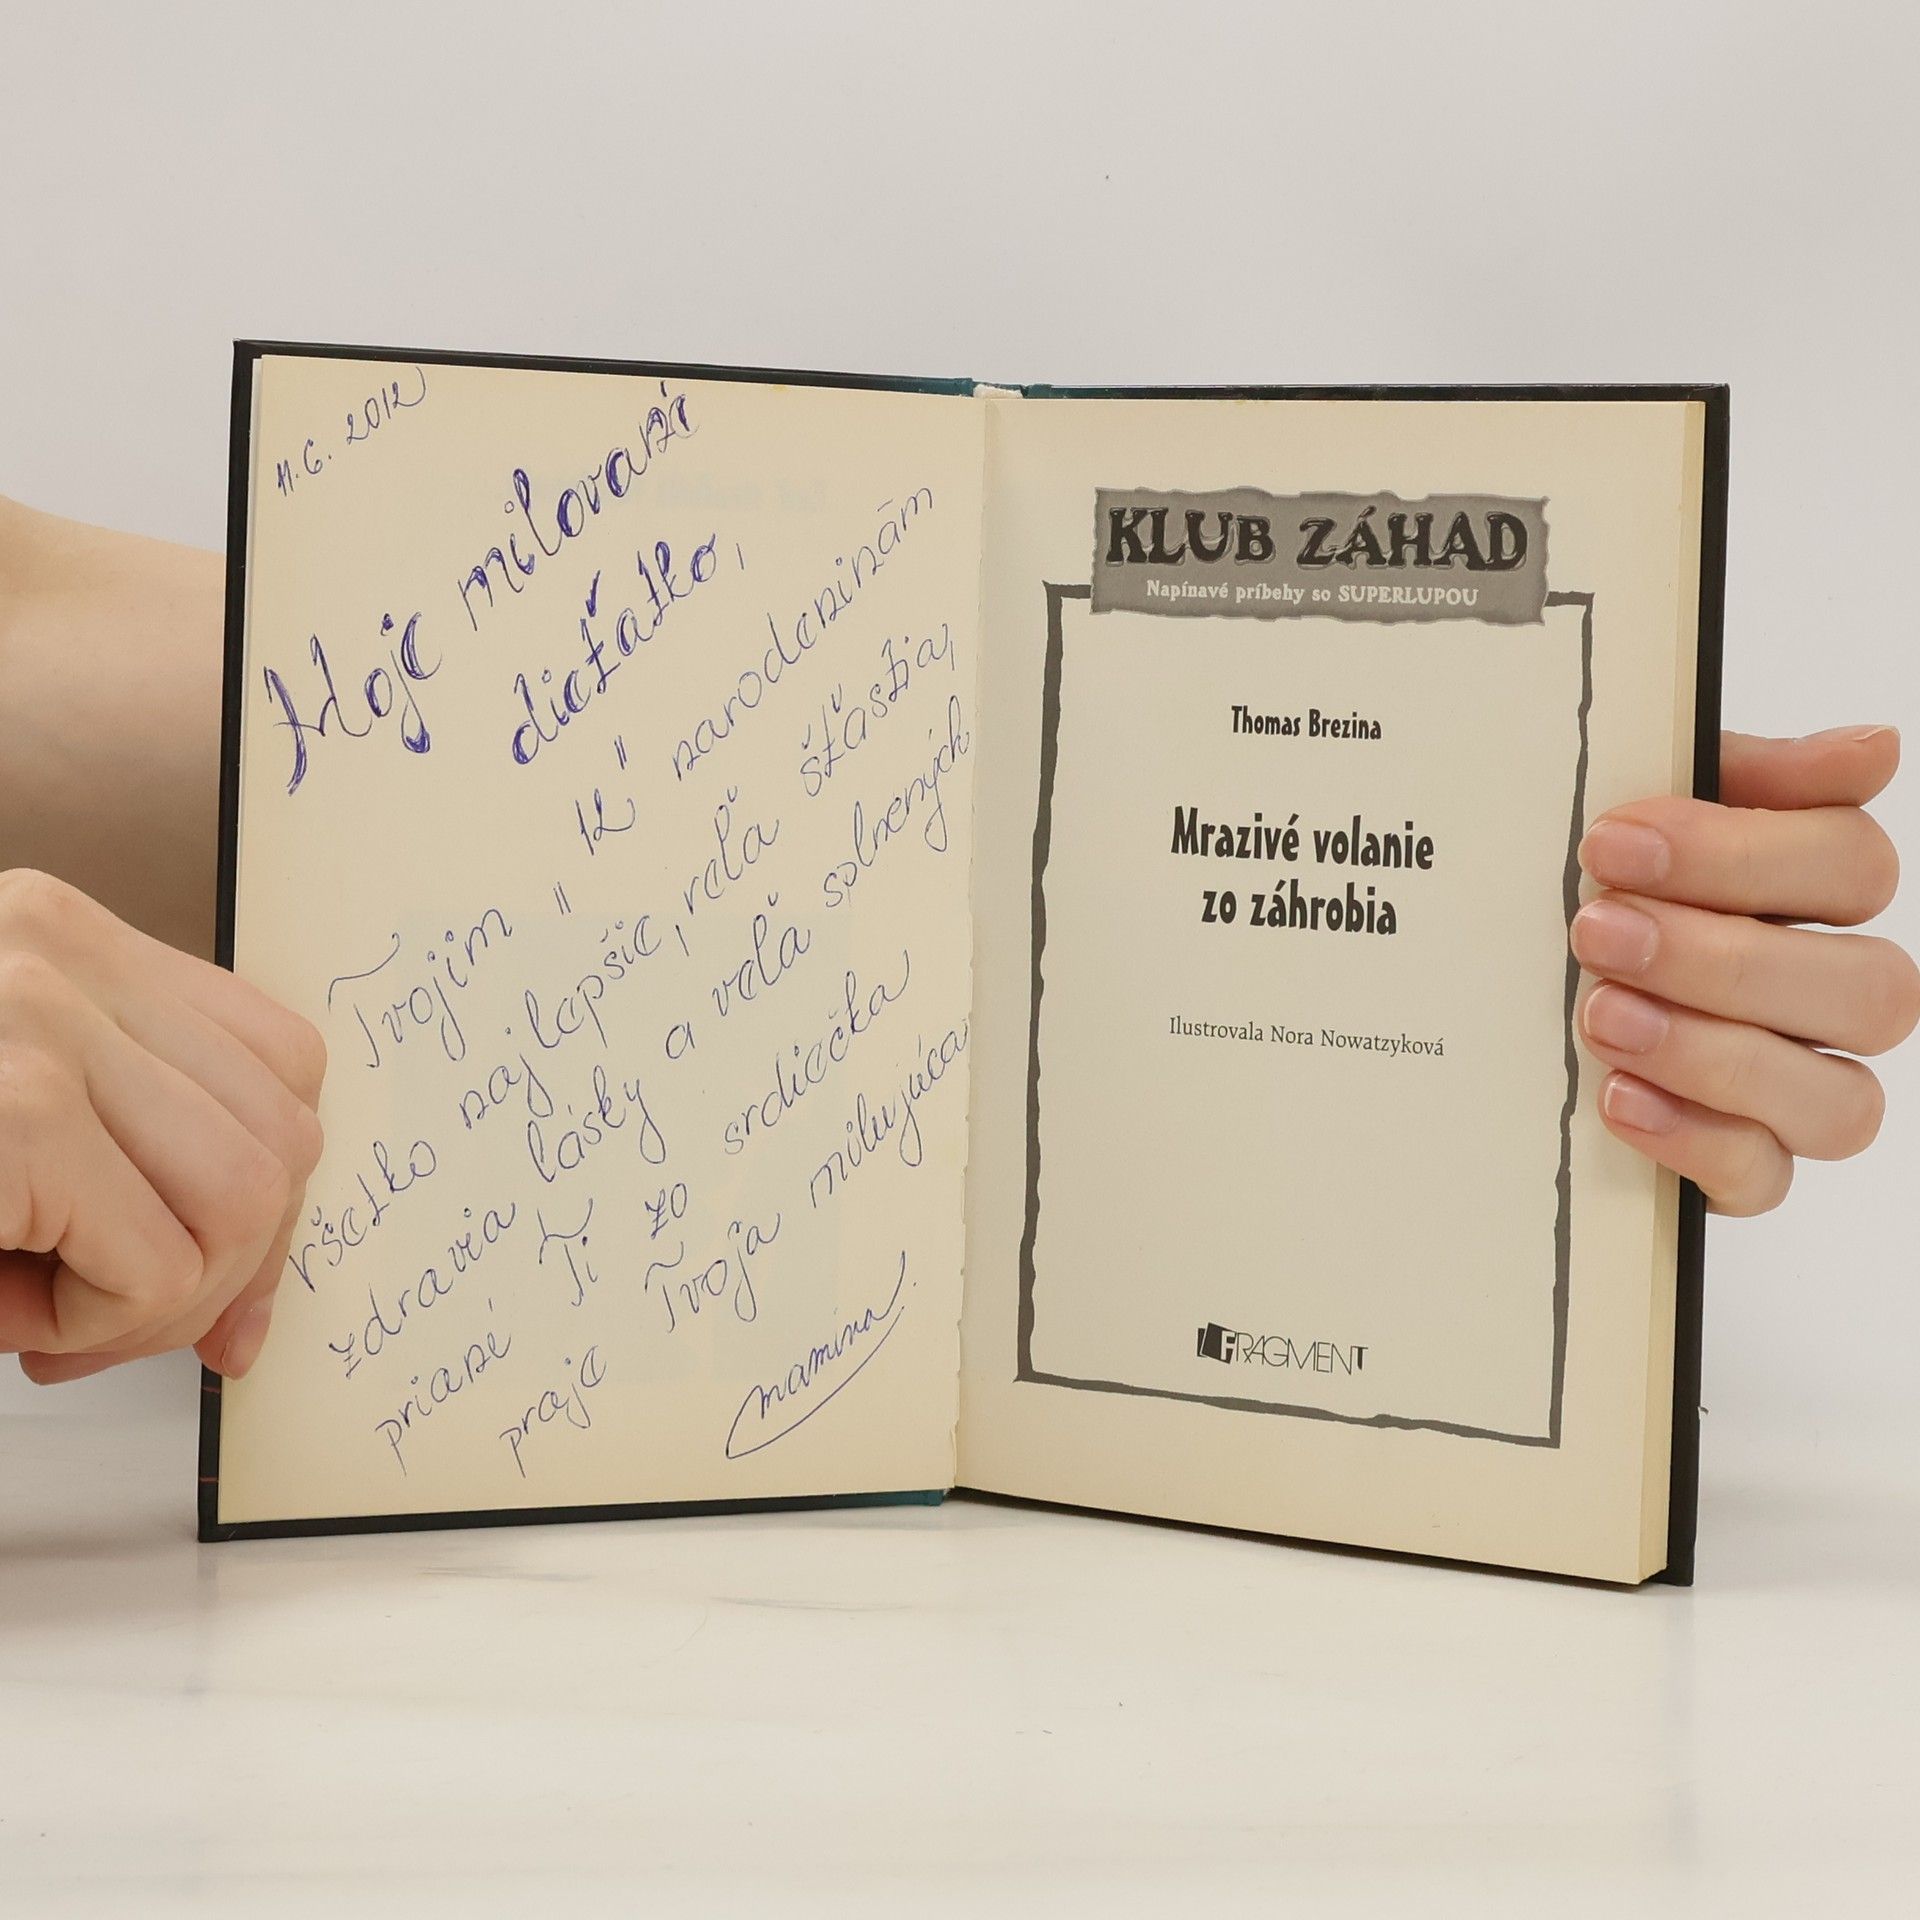 11. 6. 2012
Moje milované
dieťatko,
Tvojim "12" narodeninám
všetko najlepšie, veľa šťastia,
zdravia lásky a veľa splnených
prianí Ti zo srdiečka
praje Tvoja milujúca
mamina.
KLUB ZÁHAD
Napínavé príbehy so SUPERLUPOU
Thomas Brezina
Mrazivé volanie
zo záhrobia
Ilustrovala Nora Nowatzyková
FRAGMENT